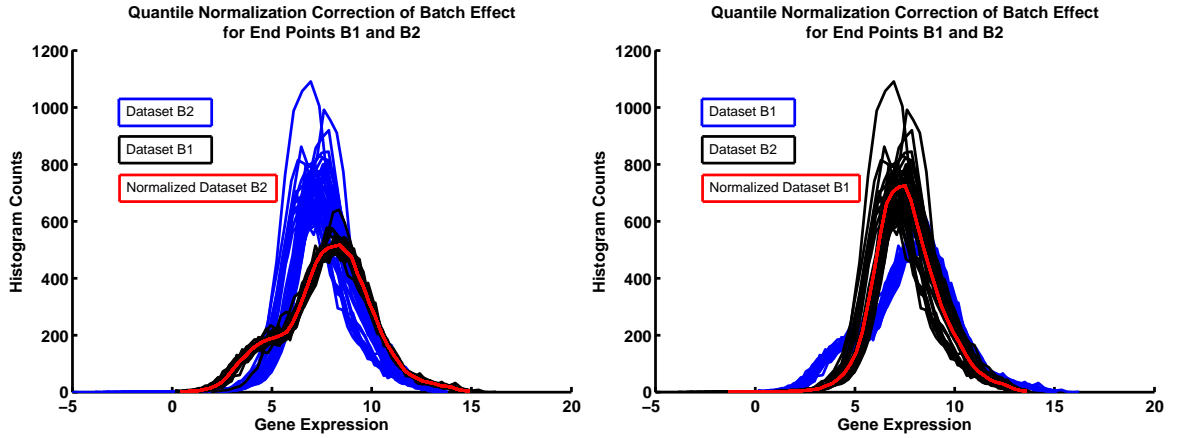 Quantile Normalization Correction of Batch Effect
for End Points B1 and B2
1200
1000
800
600
400
200
0
Histogram Counts
Dataset B2
Dataset B1
Normalized Dataset B2
−5
0
5
10
15
20
Gene Expression
Quantile Normalization Correction of Batch Effect
for End Points B1 and B2
1200
1000
800
600
400
200
0
Histogram Counts
Dataset B1
Dataset B2
Normalized Dataset B1
−5
0
5
10
15
20
Gene Expression